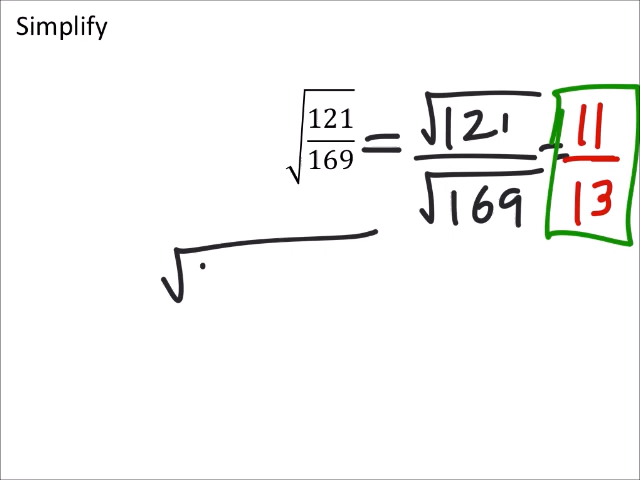 Simplify
√(121/169) = √121/√169 = 11/13
√